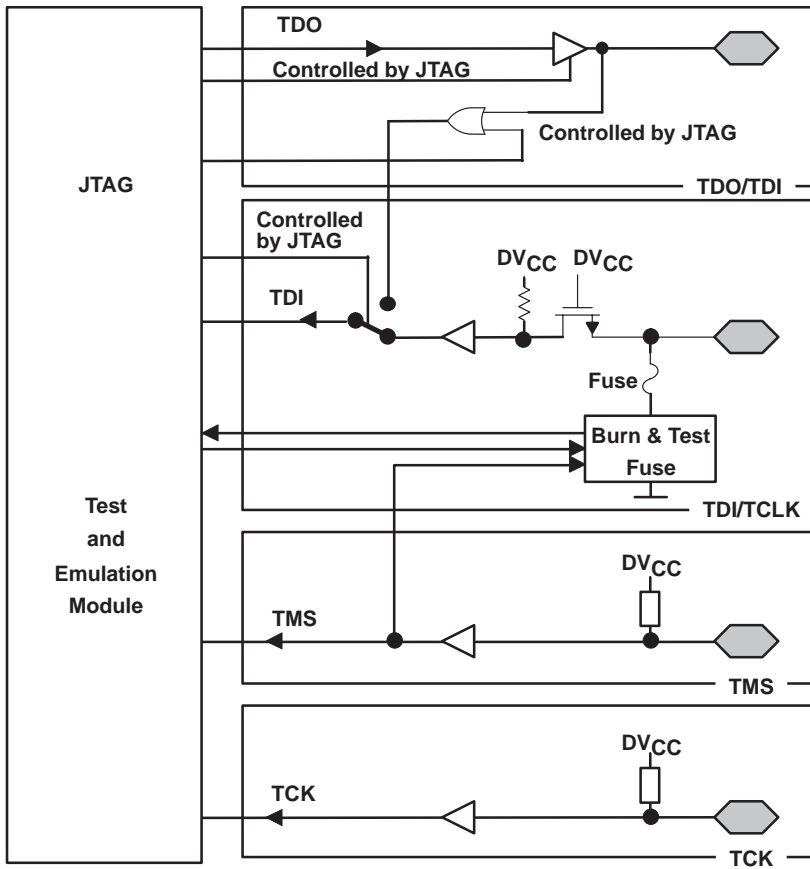 TDO
Controlled by JTAG
Controlled by JTAG
JTAG
TDO/TDI
Controlled
by JTAG
DVCC
DVCC
TDI
Fuse
Burn & Test
Fuse
TDI/TCLK
Test
and
Emulation
Module
DVCC
TMS
TMS
DVCC
TCK
TCK